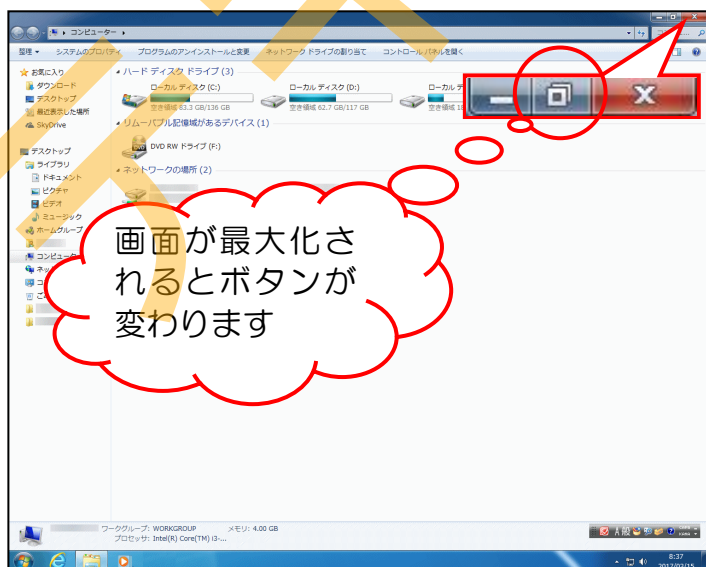 コンピューター
整理 システムのプロパティ プログラムのアンインストールと変更 ネットワーク ドライブの割り当て コントロール パネルを開く
お気に入り
ダウンロード
デスクトップ
最近表示した場所
SkyDrive
デスクトップ
ライブラリ
ドキュメント
ピクチャ
ビデオ
ミュージック
ホームグループ
コンピューター
ハード ディスク ドライブ (3)
ローカル ディスク (C:)
空き領域 83.3 GB/136 GB
ローカル ディスク (D:)
空き領域 62.7 GB/117 GB
空き領域
リムーバブル記憶域があるデバイス (1)
DVD RW ドライブ (F:)
ネットワークの場所 (2)
画面が最大化さ
れるとボタンが
変わります
ワークグループ: WORKGROUP メモリ: 4.00 GB
プロセッサ: Intel(R) Core(TM) i3-...
A 般
8:37
2017/03/15